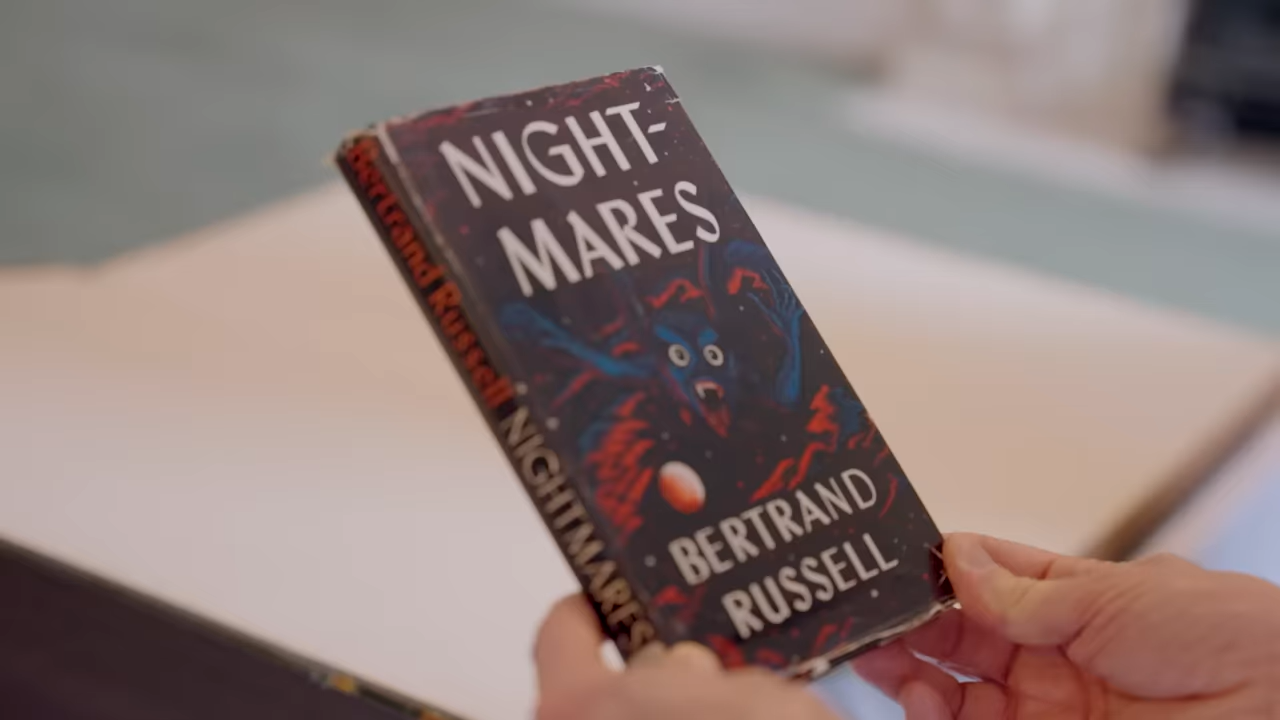 NIGHT-
MARES
BERTRAND
RUSSELL
Bertrand Russell NIGHTMARES